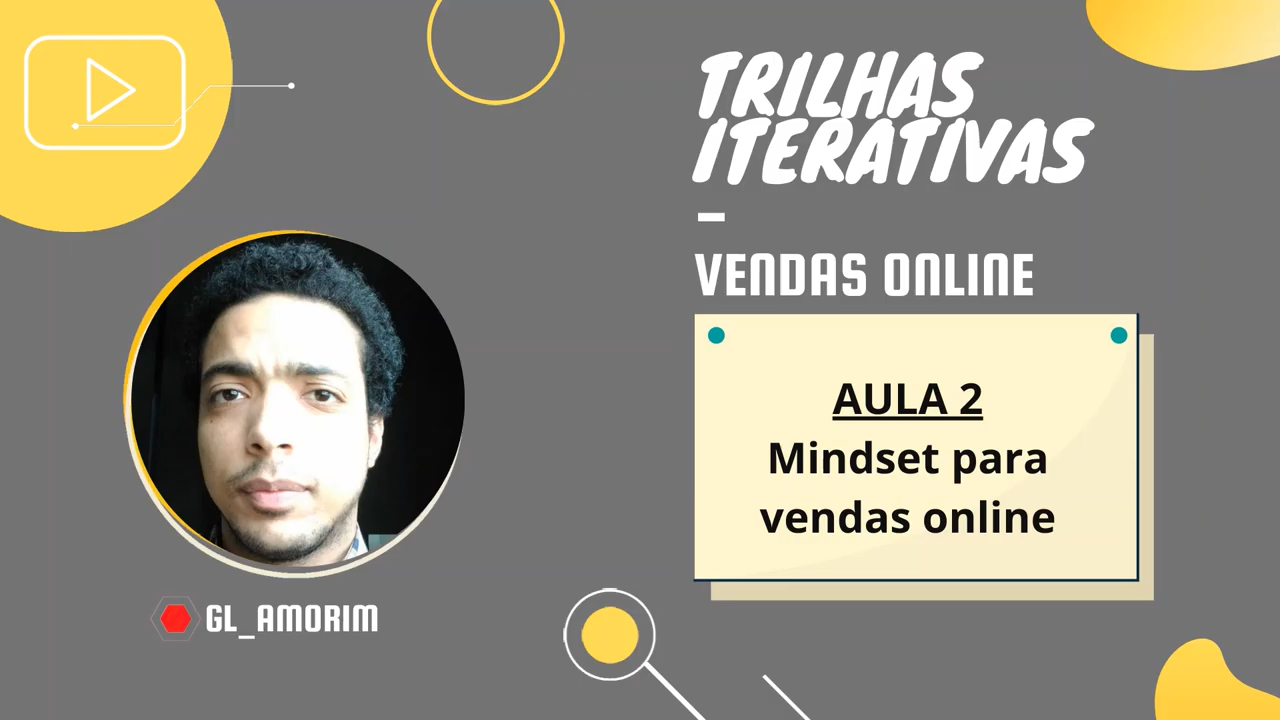 TRILHAS
ITERATIVAS
–
VENDAS ONLINE
AULA 2
Mindset para
vendas online
GL_AMORIM